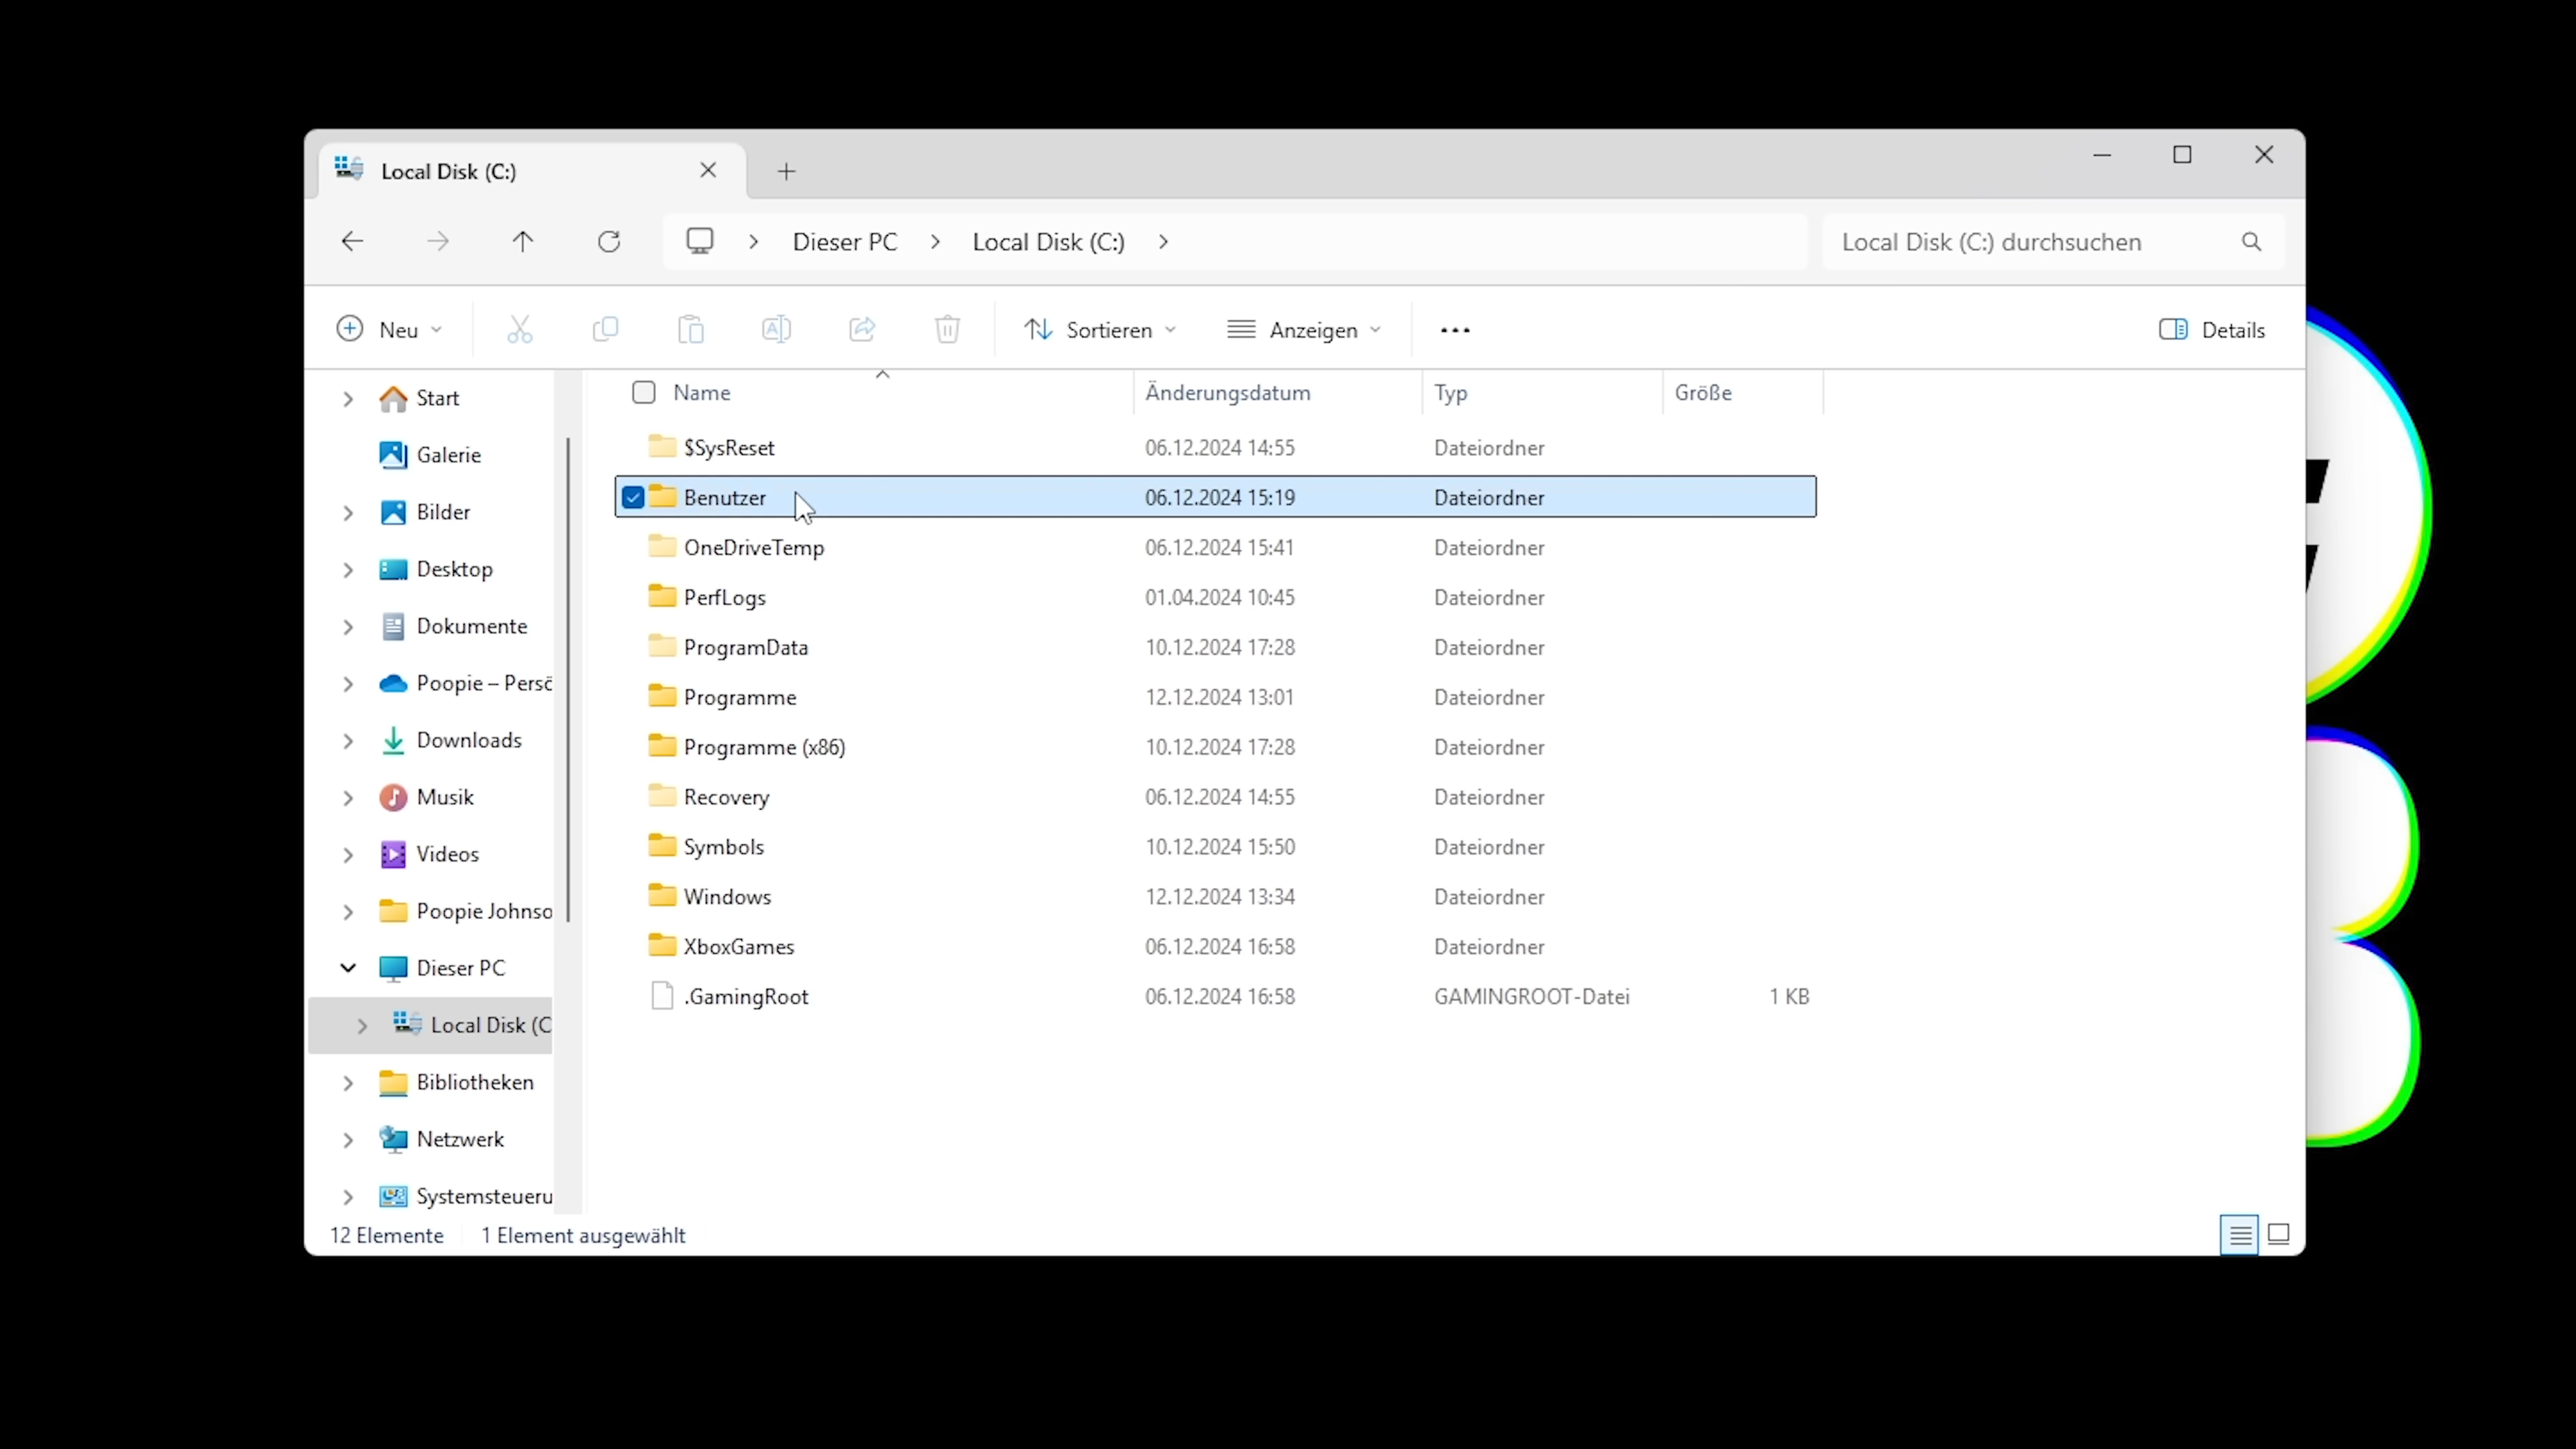 Local Disk (C:)
Dieser PC > Local Disk (C:) >
Local Disk (C:) durchsuchen
Neu Sortieren Anzeigen Details
Start
Galerie
Bilder
Desktop
Dokumente
Poopie – Persö
Downloads
Musik
Videos
Poopie Johnso
Dieser PC
Local Disk (C
Bibliotheken
Netzwerk
Systemsteueru
Name Änderungsdatum Typ Größe
$SysReset 06.12.2024 14:55 Dateiordner
Benutzer 06.12.2024 15:19 Dateiordner
OneDriveTemp 06.12.2024 15:41 Dateiordner
PerfLogs 01.04.2024 10:45 Dateiordner
ProgramData 10.12.2024 17:28 Dateiordner
Programme 12.12.2024 13:01 Dateiordner
Programme (x86) 10.12.2024 17:28 Dateiordner
Recovery 06.12.2024 14:55 Dateiordner
Symbols 10.12.2024 15:50 Dateiordner
Windows 12.12.2024 13:34 Dateiordner
XboxGames 06.12.2024 16:58 Dateiordner
.GamingRoot 06.12.2024 16:58 GAMINGROOT-Datei 1 KB
12 Elemente 1 Element ausgewählt